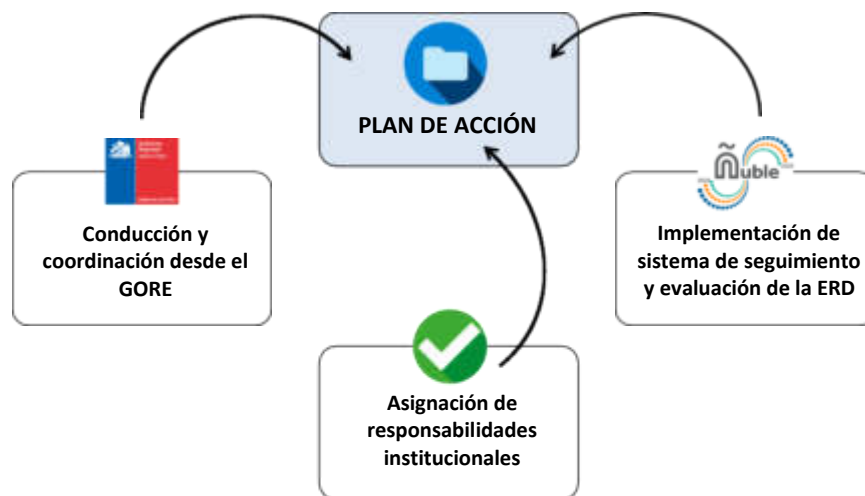 PLAN DE ACCIÓN
Conducción y
coordinación desde el
GORE
Ñuble
Implementación de
sistema de seguimiento
y evaluación de la ERD
Asignación de
responsabilidades
institucionales